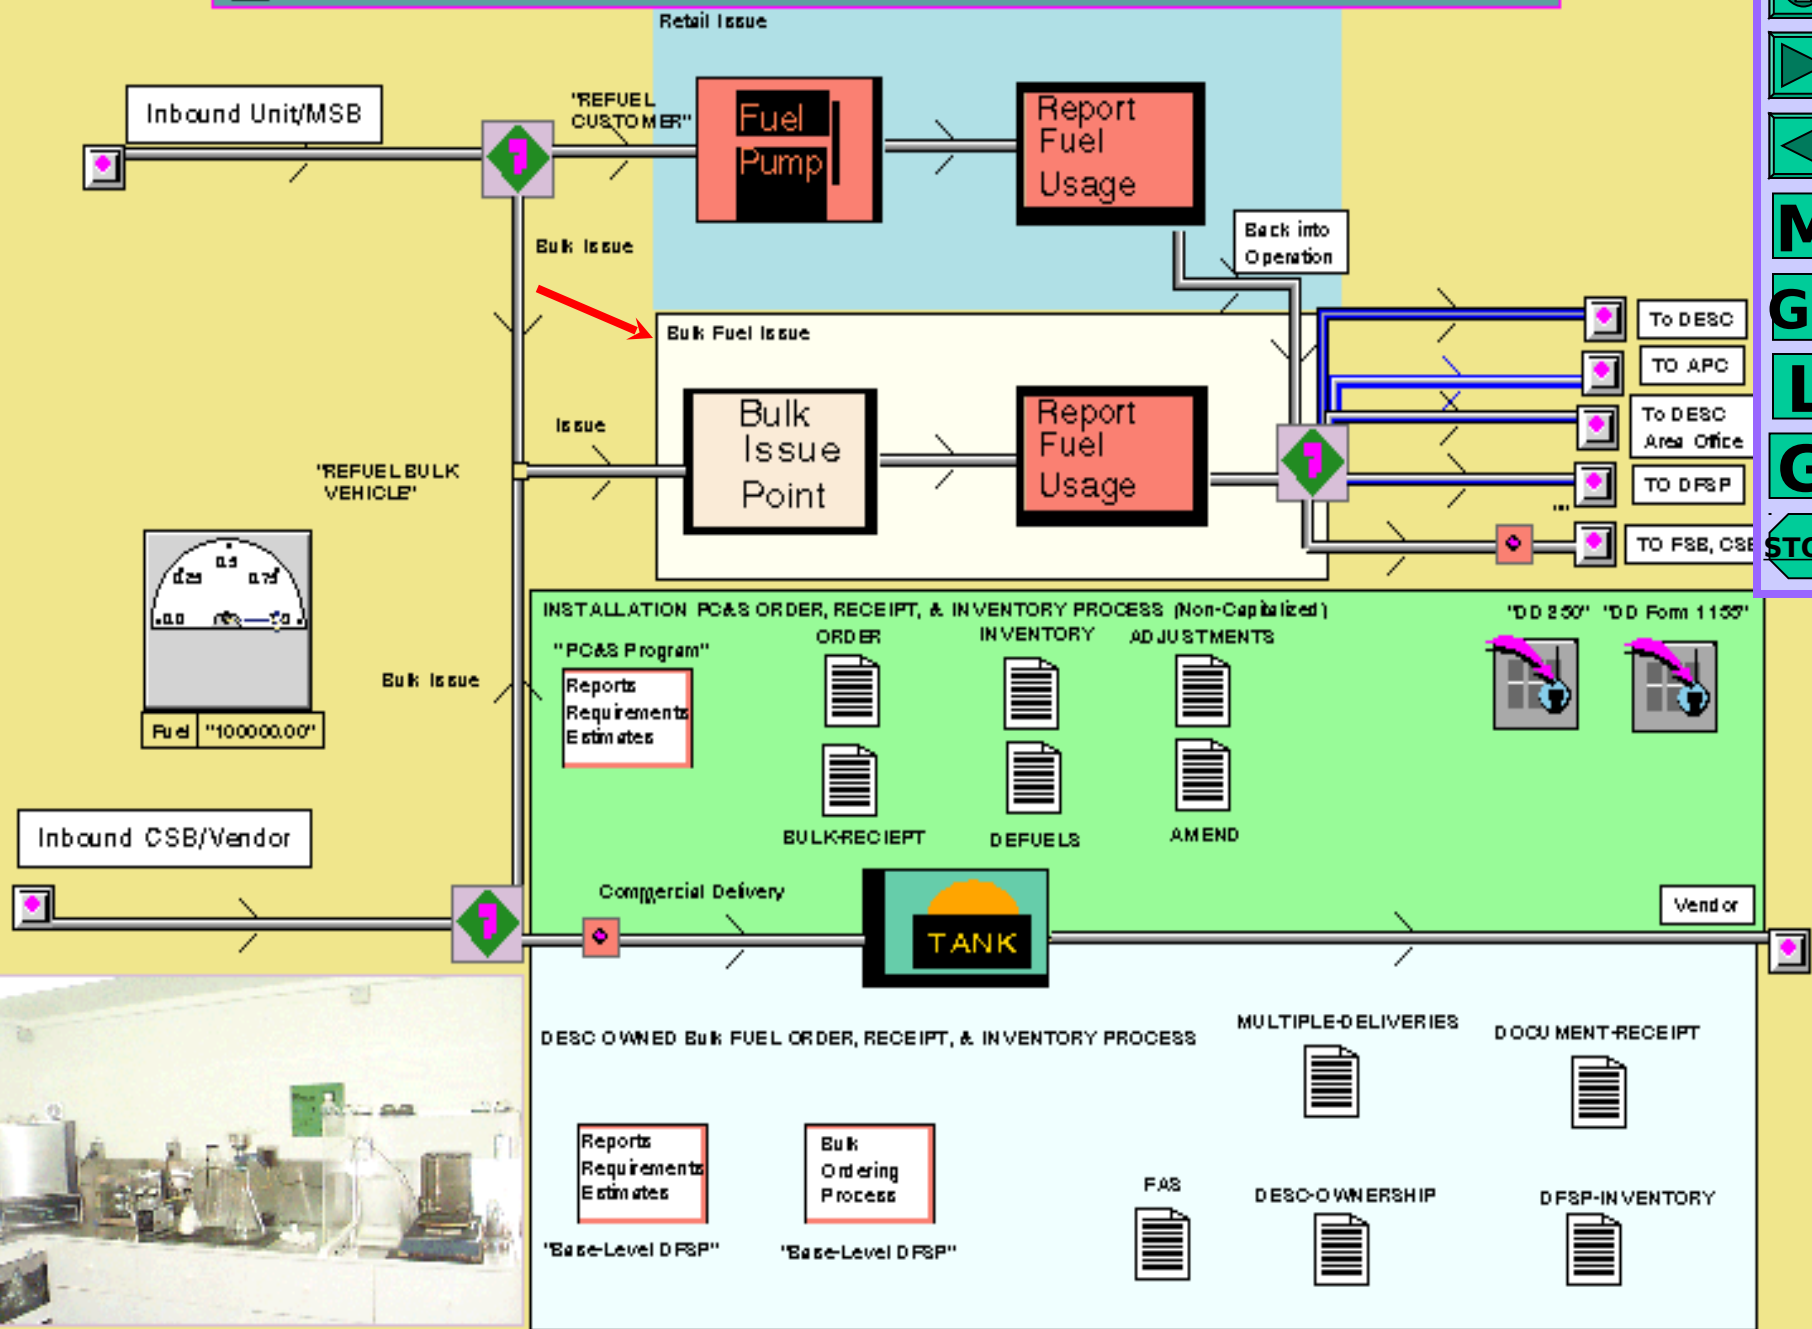 Retail Issue
Inbound Unit/MSB
"REFUEL
CUSTOMER"
Fuel
Pump
Report
Fuel
Usage
Back into
Operation
Bulk Issue
Bulk Fuel Issue
To DESC
TO APC
To DESC
Area Office
TO DFSP
TO FSB, CSB
Issue
Bulk
Issue
Point
Report
Fuel
Usage
"REFUEL BULK
VEHICLE"
0.0 0.25 0.5 0.75 1.0
Fuel "100000.00"
Bulk Issue
INSTALLATION PC&S ORDER, RECEIPT, & INVENTORY PROCESS (Non-Capitalized)
"DD 250" "DD Form 1155"
"PC&S Program"
Reports
Requirements
Estimates
ORDER
INVENTORY
ADJUSTMENTS
BULK-RECIEPT
DEFUELS
AMEND
Inbound CSB/Vendor
Commercial Delivery
TANK
Vendor
DESC OWNED Bulk FUEL ORDER, RECEIPT, & INVENTORY PROCESS
MULTIPLE-DELIVERIES
DOCUMENT-RECEIPT
Reports
Requirements
Estimates
"Base-Level DFSP"
Bulk
Ordering
Process
"Base-Level DFSP"
FAS
DESC-OWNERSHIP
DFSP-INVENTORY
M
G
L
G